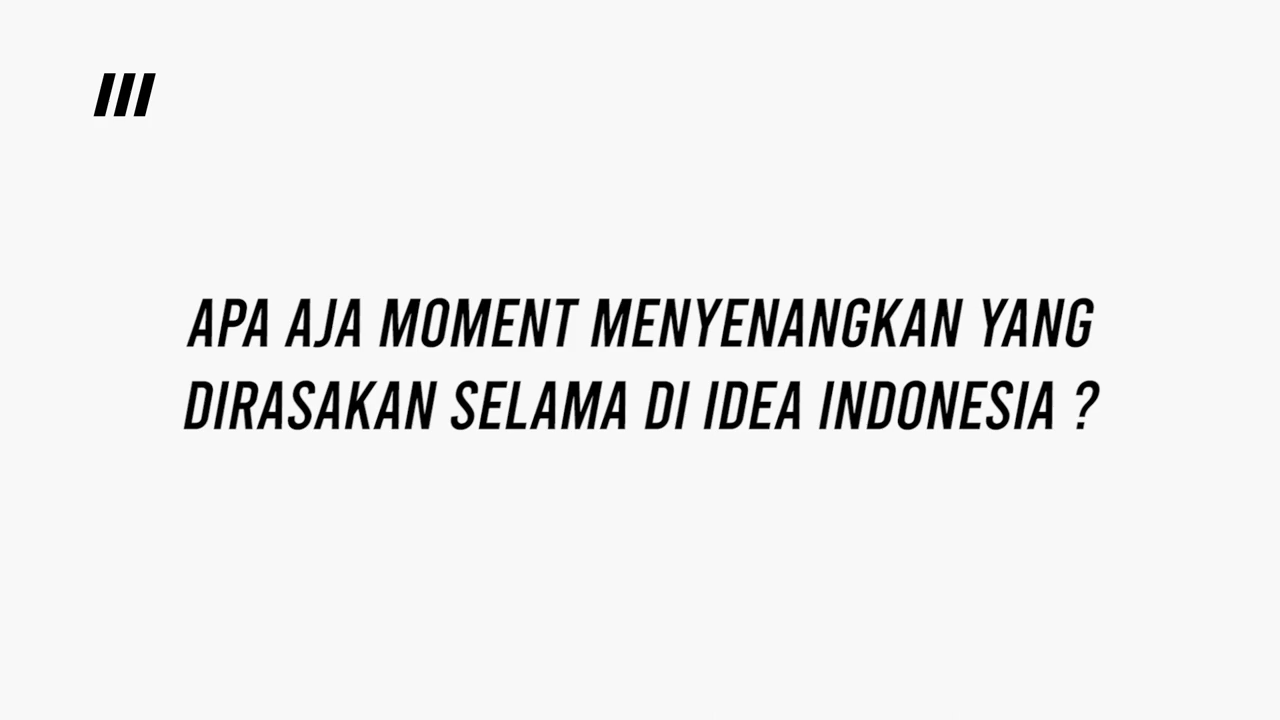 APA AJA MOMENT MENYENANGKAN YANG
DIRASAKAN SELAMA DI IDEA INDONESIA ?